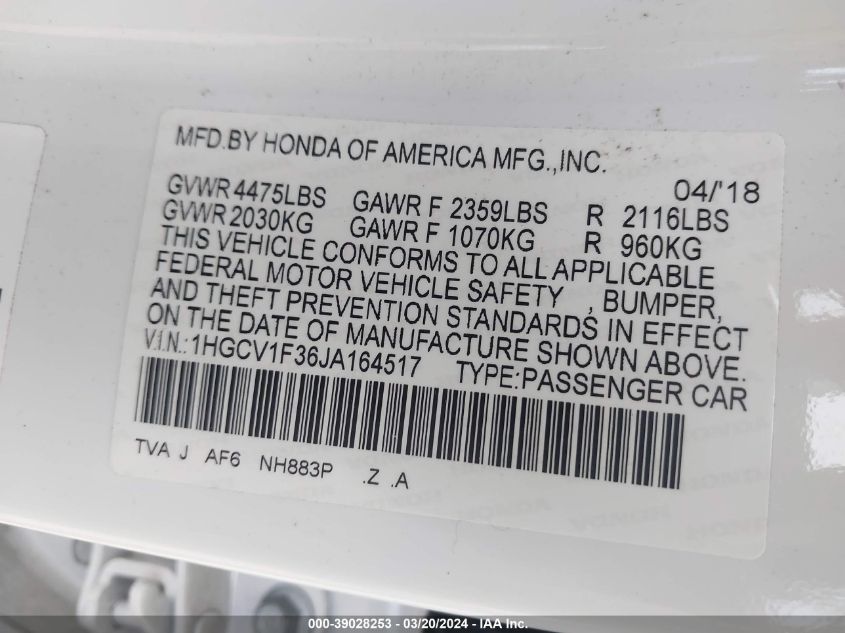 MFD.BY HONDA OF AMERICA MFG.,INC.
04/'18
GVWR 4475LBS GAWR F 2359LBS R 2116LBS
GVWR 2030KG GAWR F 1070KG R 960KG
THIS VEHICLE CONFORMS TO ALL APPLICABLE
FEDERAL MOTOR VEHICLE SAFETY , BUMPER,
AND THEFT PREVENTION STANDARDS IN EFFECT
ON THE DATE OF MANUFACTURE SHOWN ABOVE.
V.I.N.: 1HGCV1F36JA164517 TYPE:PASSENGER CAR
TVA J AF6 NH883P .Z .A
000-39028253 - 03/20/2024 - IAA Inc.